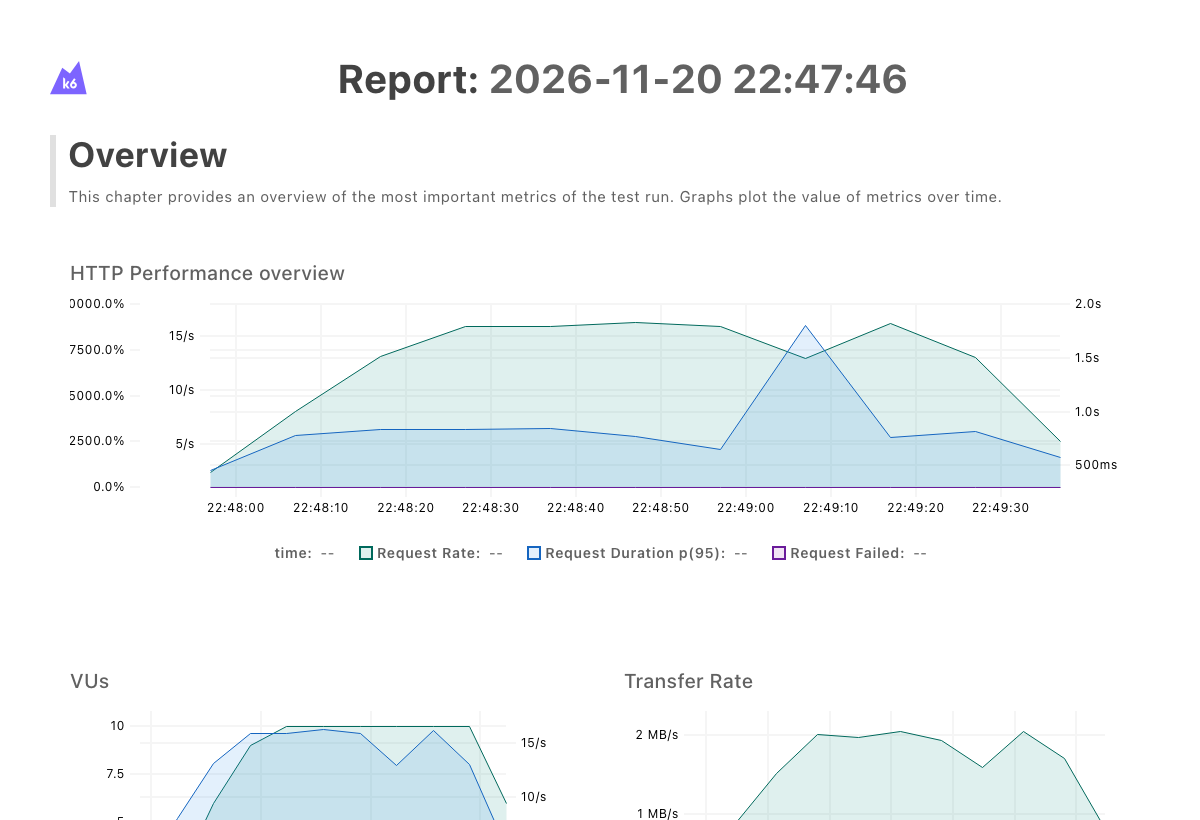 k6
Report: 2026-11-20 22:47:46
Overview
This chapter provides an overview of the most important metrics of the test run. Graphs plot the value of metrics over time.
HTTP Performance overview
0000.0% 2.0s
15/s
7500.0% 1.5s
5000.0% 10/s 1.0s
2500.0% 5/s
500ms
0.0%
22:48:00 22:48:10 22:48:20 22:48:30 22:48:40 22:48:50 22:49:00 22:49:10 22:49:20 22:49:30
time: -- Request Rate: -- Request Duration p(95): -- Request Failed: --
VUs Transfer Rate
10 15/s 2 MB/s
7.5 10/s
1 MB/s